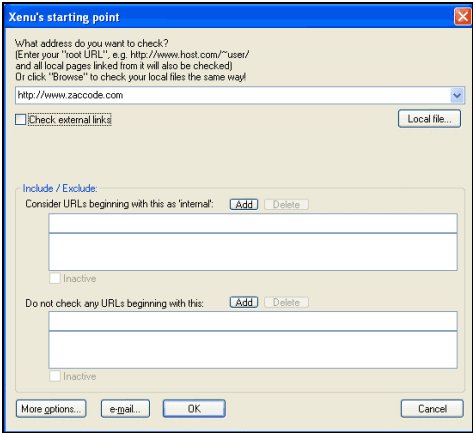 Xenu's starting point
What address do you want to check?
(Enter your "root URL", e.g. http://www.host.com/~user/
and all local pages linked from it will also be checked)
Or click "Browse" to check your local files the same way!
http://www.zaccode.com
Check external links
Local file...
Include / Exclude:
Consider URLs beginning with this as 'internal': Add Delete
Inactive
Do not check any URLs beginning with this: Add Delete
Inactive
More options... e-mail... OK Cancel